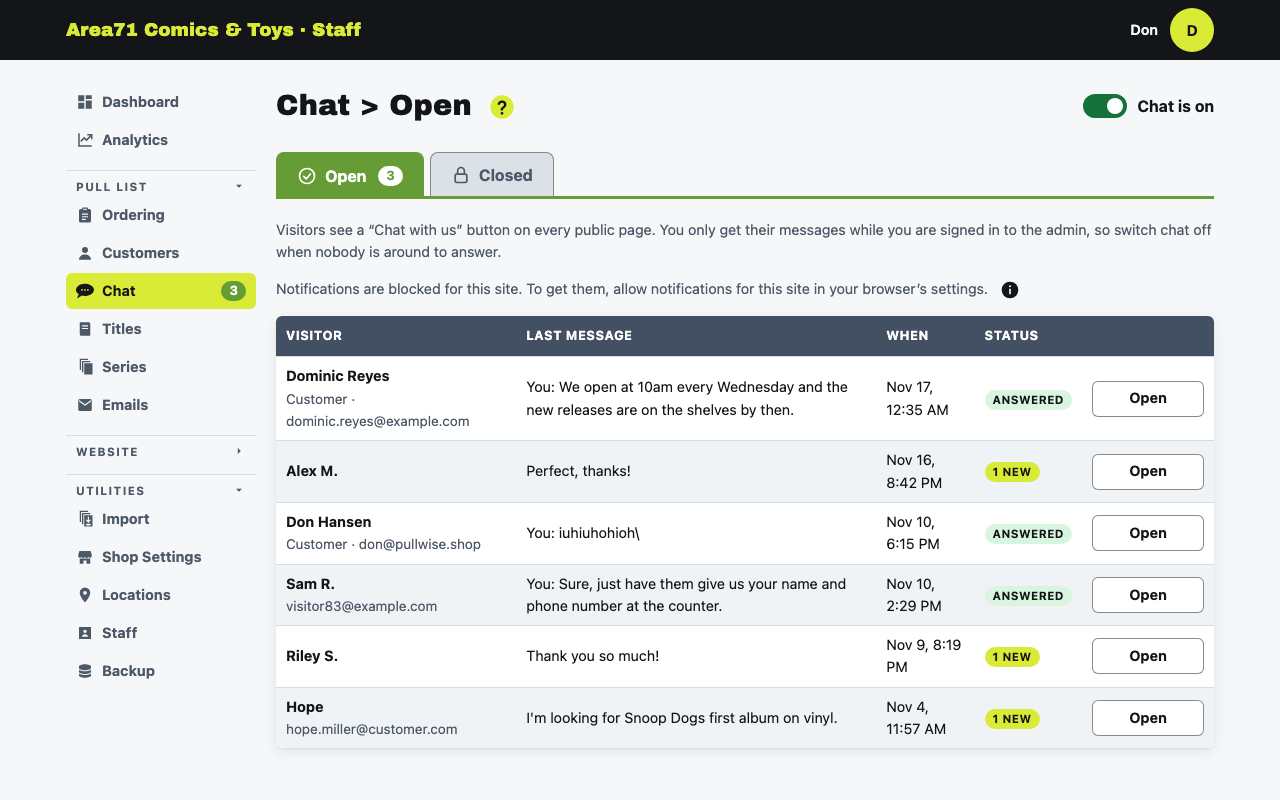 Area71 Comics & Toys · Staff
Don
D
Dashboard
Analytics
PULL LIST
Ordering
Customers
Chat 3
Titles
Series
Emails
WEBSITE
UTILITIES
Import
Shop Settings
Locations
Staff
Backup
Chat > Open ?
Chat is on
Open 3
Closed
Visitors see a “Chat with us” button on every public page. You only get their messages while you are signed in to the admin, so switch chat off
when nobody is around to answer.
Notifications are blocked for this site. To get them, allow notifications for this site in your browser’s settings.
VISITOR LAST MESSAGE WHEN STATUS
Dominic Reyes
Customer ·
dominic.reyes@example.com
You: We open at 10am every Wednesday and the
new releases are on the shelves by then.
Nov 17,
12:35 AM
ANSWERED
Open
Alex M.
Perfect, thanks!
Nov 16,
8:42 PM
1 NEW
Open
Don Hansen
Customer · don@pullwise.shop
You: iuhiuhohioh\
Nov 10,
6:15 PM
ANSWERED
Open
Sam R.
visitor83@example.com
You: Sure, just have them give us your name and
phone number at the counter.
Nov 10,
2:29 PM
ANSWERED
Open
Riley S.
Thank you so much!
Nov 9, 8:19
PM
1 NEW
Open
Hope
hope.miller@customer.com
I'm looking for Snoop Dogs first album on vinyl.
Nov 4,
11:57 AM
1 NEW
Open